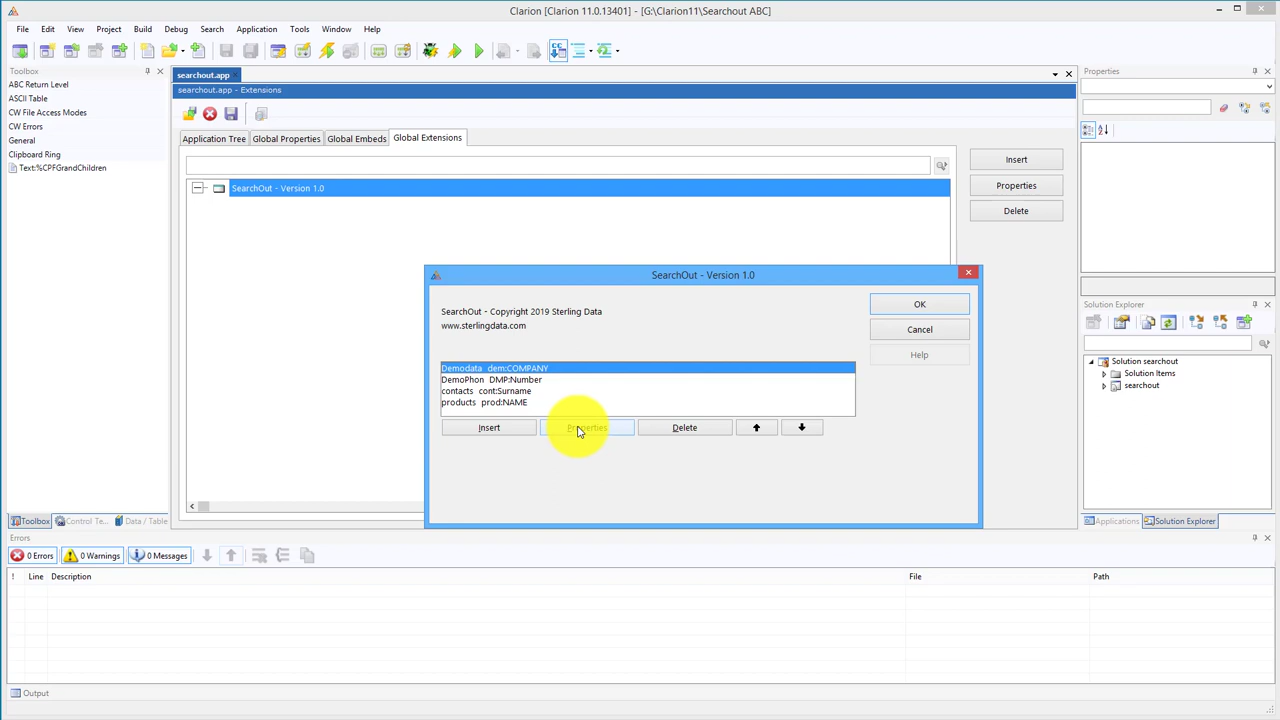 Clarion [Clarion 11.0.13401] - [G:\Clarion11\Searchout ABC]
File Edit View Project Build Debug Search Application Tools Window Help
Toolbox
ABC Return Level
ASCII Table
CW File Access Modes
CW Errors
General
Clipboard Ring
Text:%CPFGrandChildren
Toolbox Control Te... Data / Table
searchout.app
searchout.app - Extensions
Application Tree Global Properties Global Embeds Global Extensions
SearchOut - Version 1.0
Insert
Properties
Delete
SearchOut - Version 1.0
SearchOut - Copyright 2019 Sterling Data
www.sterlingdata.com
OK
Cancel
Help
Demodata dem:COMPANY
DemoPhon DMP:Number
contacts cont:Surname
products prod:NAME
Insert Properties Delete
Properties
Solution Explorer
Solution searchout
Solution Items
searchout
Applications Solution Explorer
Errors
0 Errors 0 Warnings 0 Messages
! Line Description File Path
Output